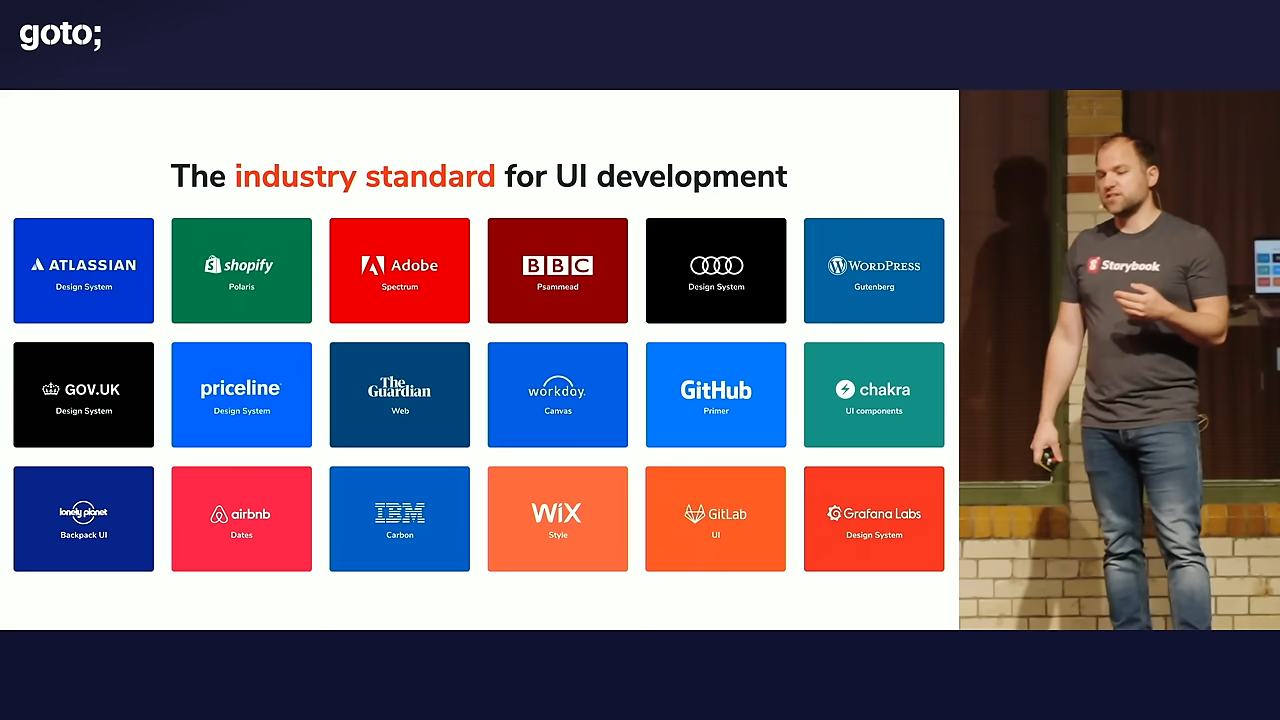 goto;
The industry standard for UI development
ATLASSIAN
Design System
shopify
Polaris
Adobe
Spectrum
BBC
Psammead
Design System
WORDPRESS
Gutenberg
GOV.UK
Design System
priceline
Design System
The Guardian
Web
workday.
Canvas
GitHub
Primer
chakra
UI components
lonely planet
Backpack UI
airbnb
Dates
IBM
Carbon
WiX
Style
GitLab
UI
Grafana Labs
Design System
S Storybook